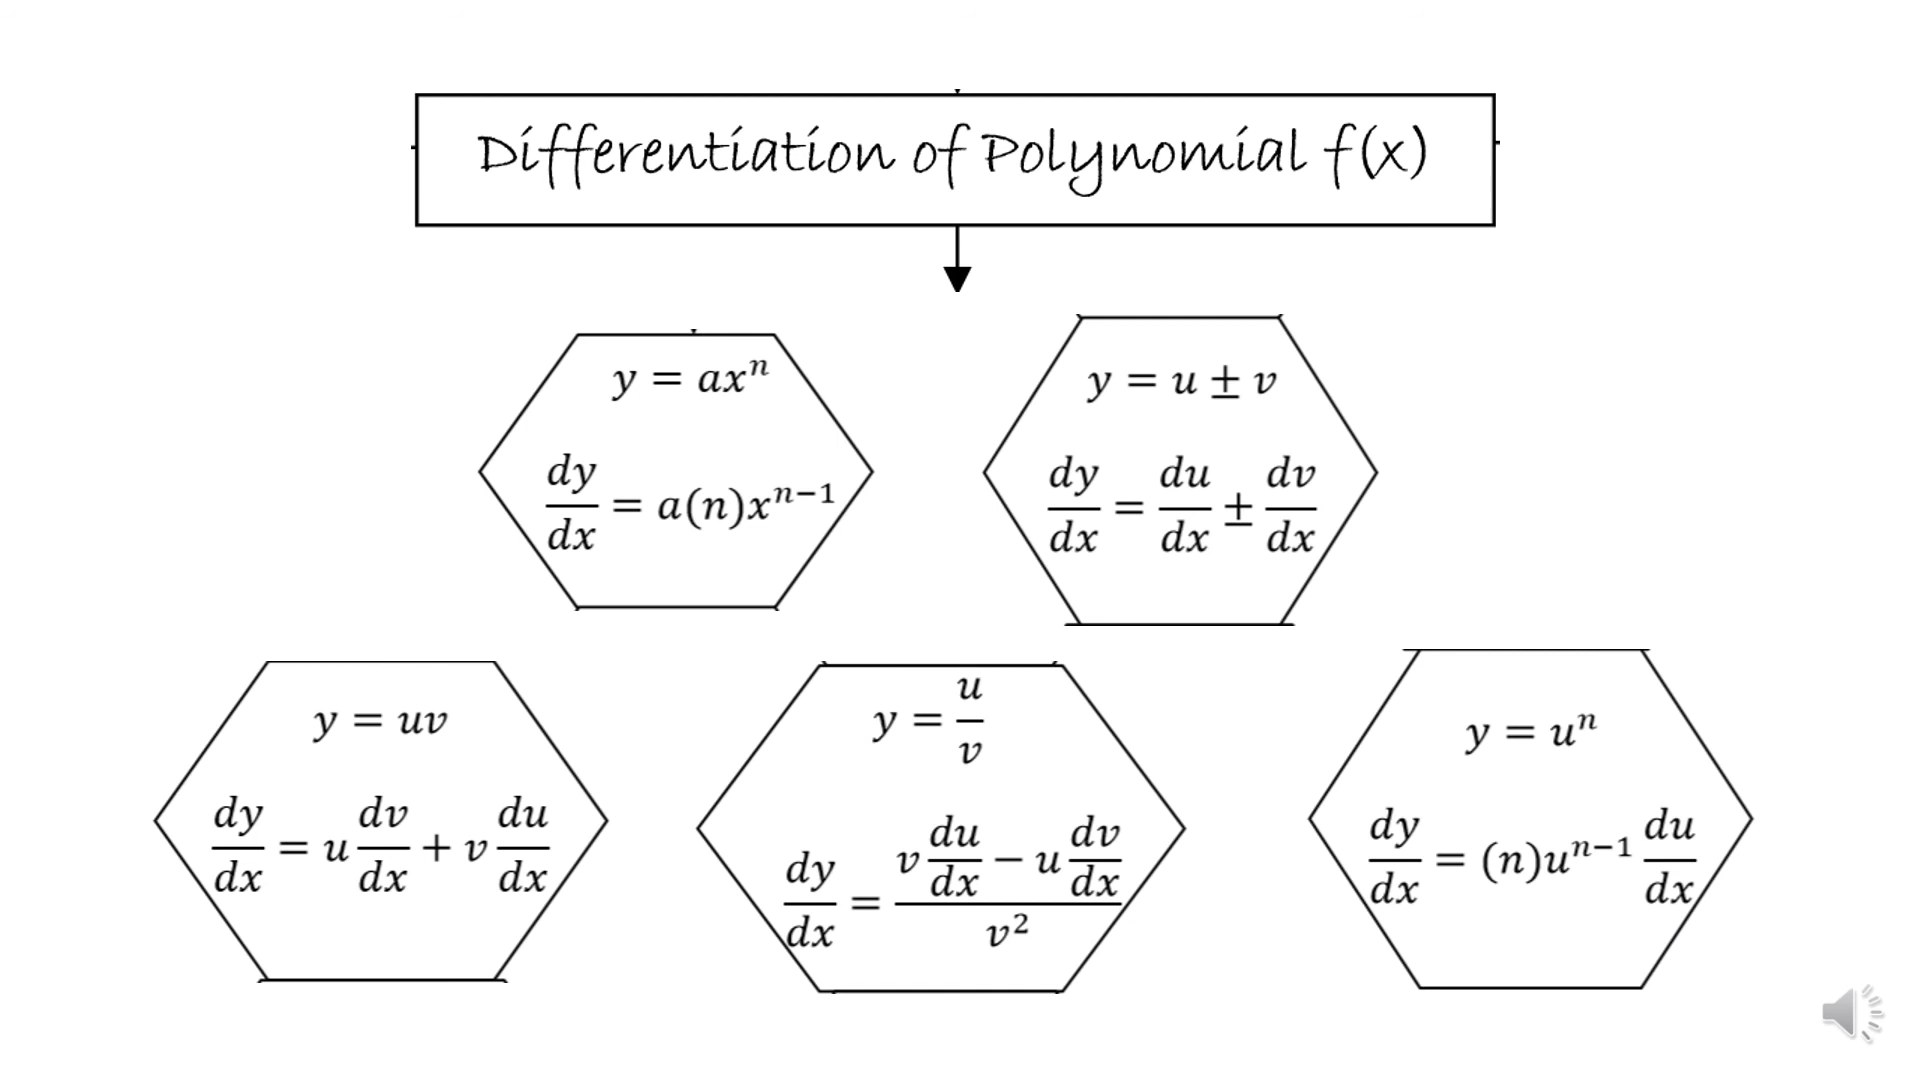 Differentiation of Polynomial f(x)
y = axⁿ
dy/dx = a(n)xⁿ⁻¹
y = u ± v
dy/dx = du/dx ± dv/dx
y = uv
dy/dx = u dv/dx + v du/dx
y = u/v
dy/dx = (v du/dx − u dv/dx)/v²
y = uⁿ
dy/dx = (n)uⁿ⁻¹ du/dx